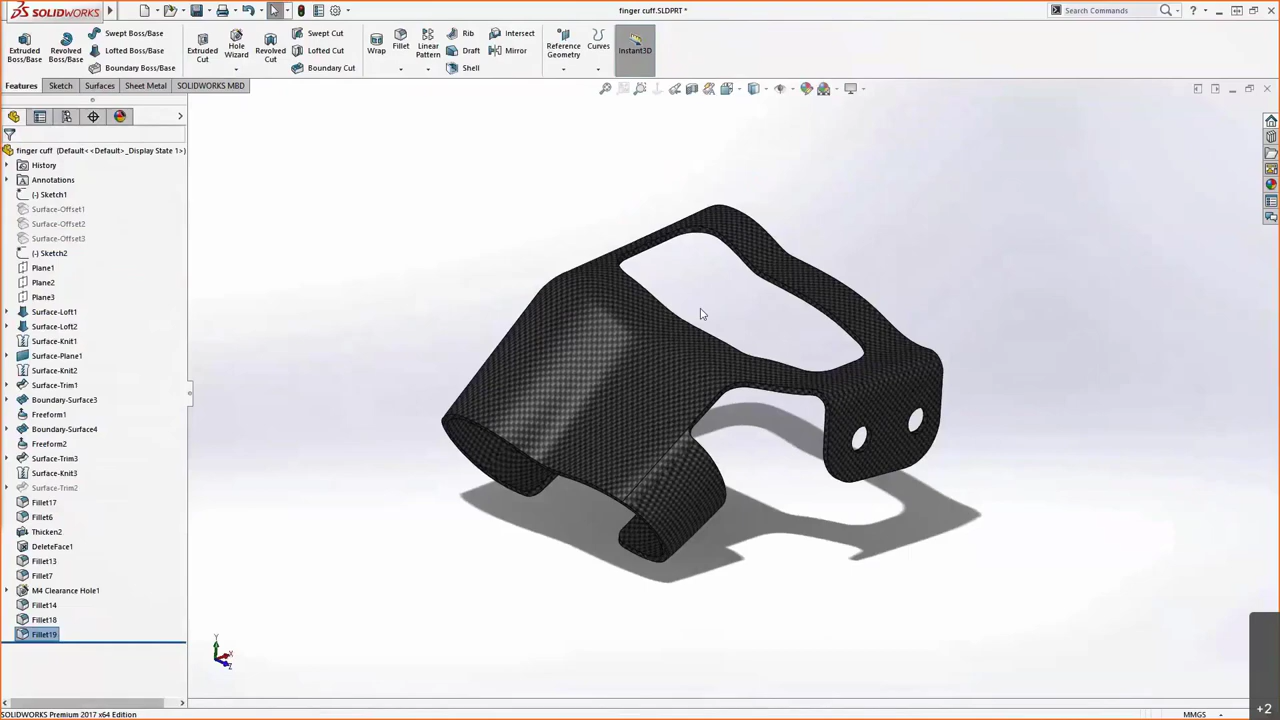 SOLIDWORKS
finger cuff.SLDPRT *
Search Commands
Extruded Boss/Base
Revolved Boss/Base
Swept Boss/Base
Lofted Boss/Base
Boundary Boss/Base
Extruded Cut
Hole Wizard
Revolved Cut
Swept Cut
Lofted Cut
Boundary Cut
Wrap
Fillet
Linear Pattern
Rib
Draft
Shell
Intersect
Mirror
Reference Geometry
Curves
Instant3D
Features
Sketch
Surfaces
Sheet Metal
SOLIDWORKS MBD
finger cuff (Default<<Default>_Display State 1>)
History
Annotations
(-) Sketch1
Surface-Offset1
Surface-Offset2
Surface-Offset3
(-) Sketch2
Plane1
Plane2
Plane3
Surface-Loft1
Surface-Loft2
Surface-Knit1
Surface-Plane1
Surface-Knit2
Surface-Trim1
Boundary-Surface3
Freeform1
Boundary-Surface4
Freeform2
Surface-Trim3
Surface-Knit3
Surface-Trim2
Fillet17
Fillet6
Thicken2
DeleteFace1
Fillet13
Fillet7
M4 Clearance Hole1
Fillet14
Fillet18
Fillet19
Y
X
Z
+2
SOLIDWORKS Premium 2017 x64 Edition
MMGS